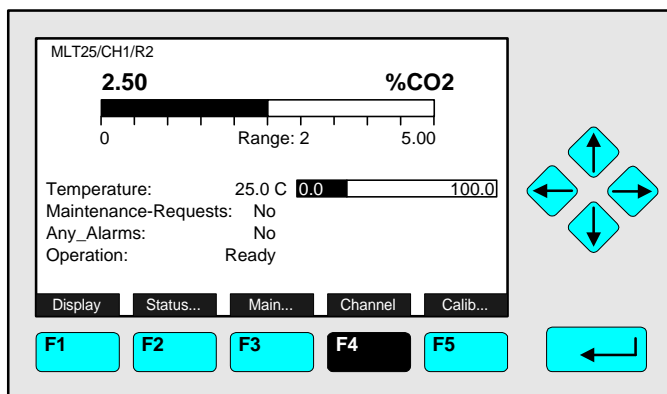 MLT25/CH1/R2
2.50 %CO2
0 Range: 2 5.00
Temperature: 25.0 C 0.0 100.0
Maintenance-Requests: No
Any_Alarms: No
Operation: Ready
Display Status... Main... Channel Calib...
F1 F2 F3 F4 F5